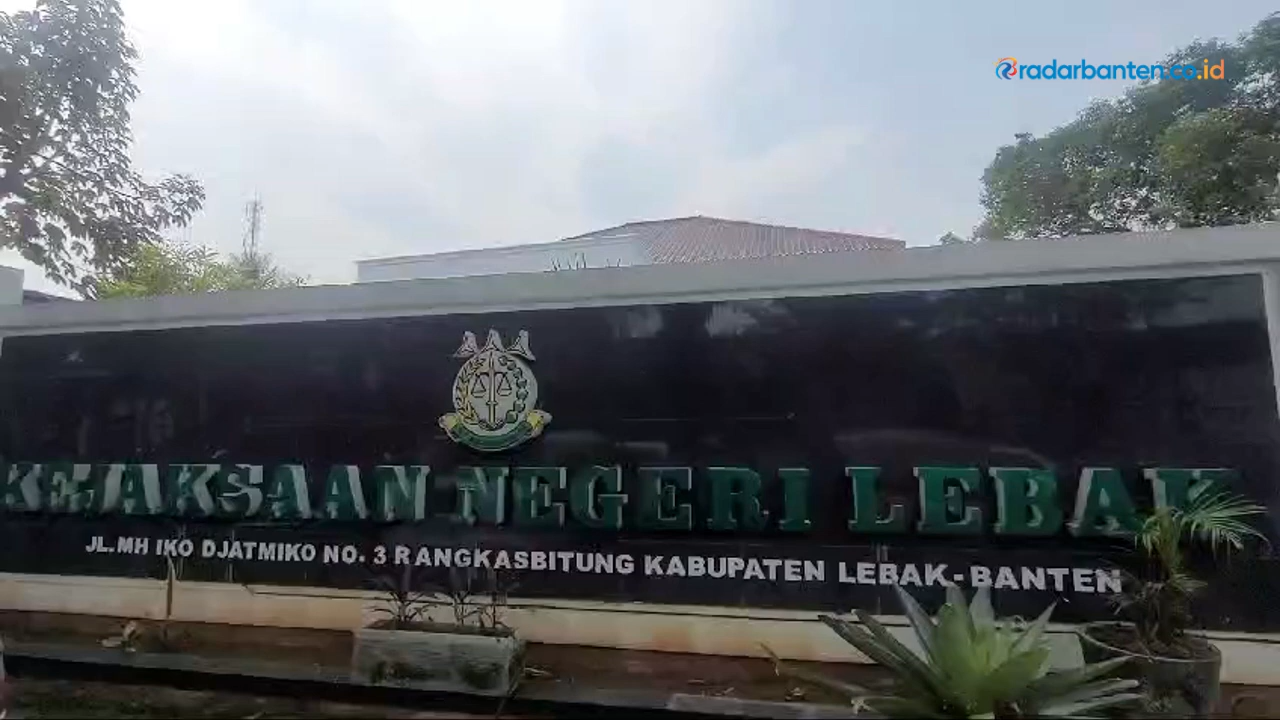 radarbanten.co.id
KEJAKSAAN NEGERI LEBAK
JL.MH IKO DJATMIKO NO. 3 RANGKASBITUNG KABUPATEN LEBAK-BANTEN